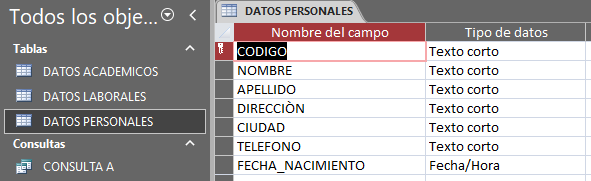 Todos los obje...
Tablas
DATOS ACADEMICOS
DATOS LABORALES
DATOS PERSONALES
Consultas
CONSULTA A
DATOS PERSONALES
Nombre del campo Tipo de datos
CODIGO Texto corto
NOMBRE Texto corto
APELLIDO Texto corto
DIRECCIÒN Texto corto
CIUDAD Texto corto
TELEFONO Texto corto
FECHA_NACIMIENTO Fecha/Hora